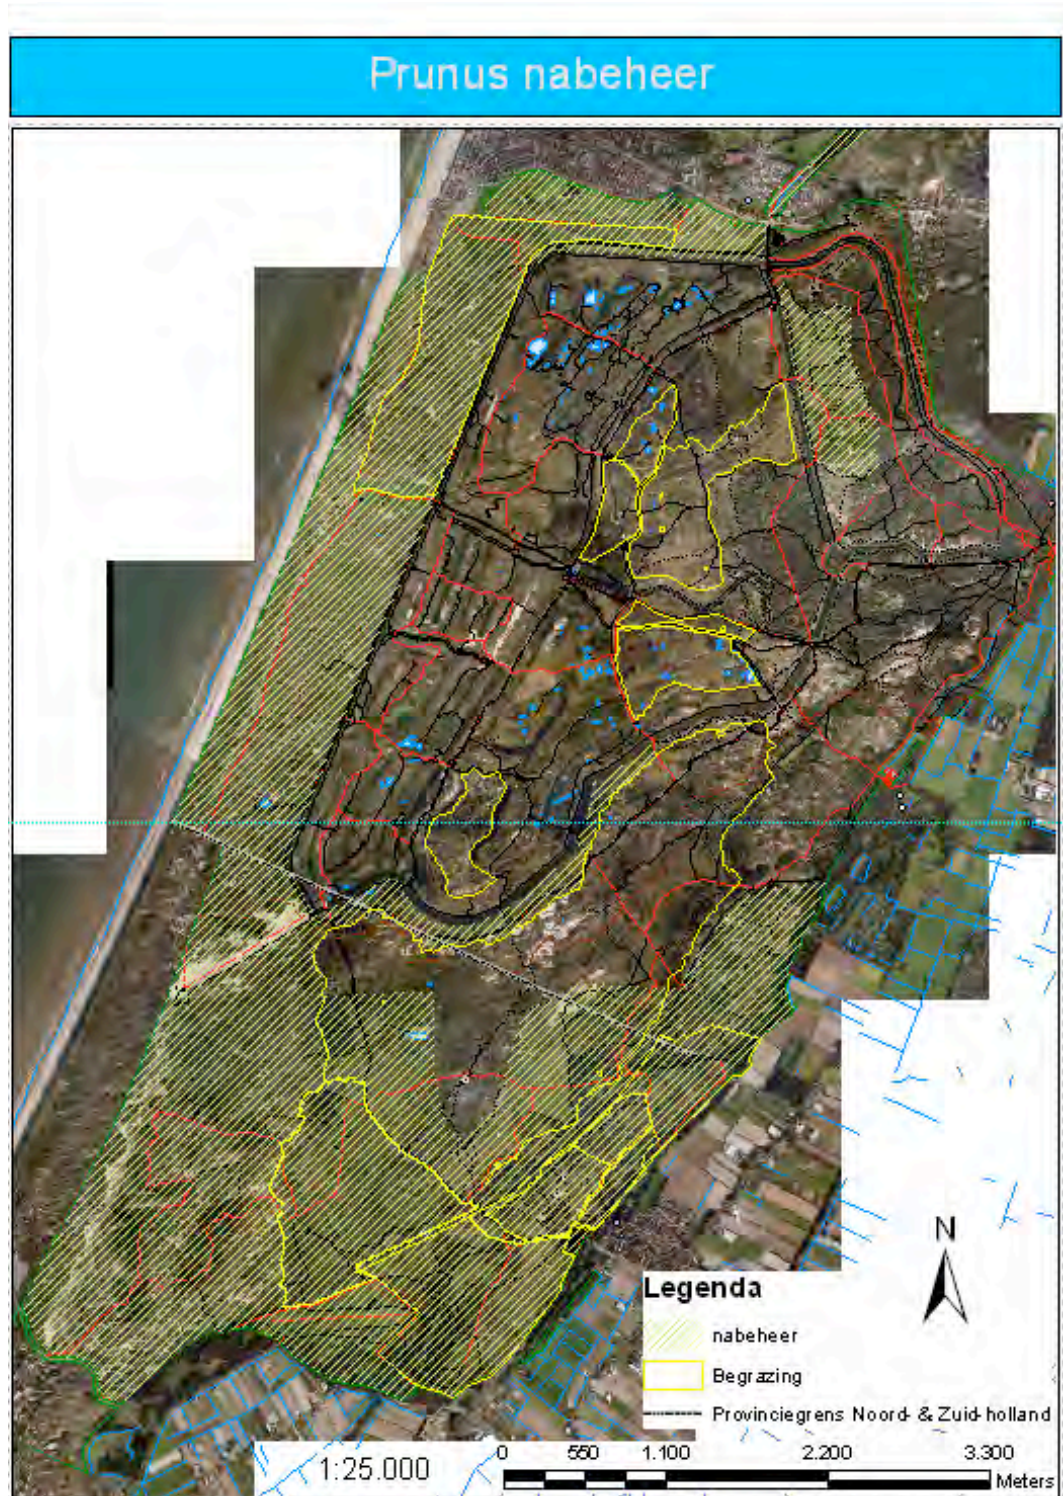 Prunus nabeheer
N
Legenda
nabeheer
Begrazing
Provinciegrens Noord- & Zuid-holland
1:25.000
0 550 1.100 2.200 3.300
Meters